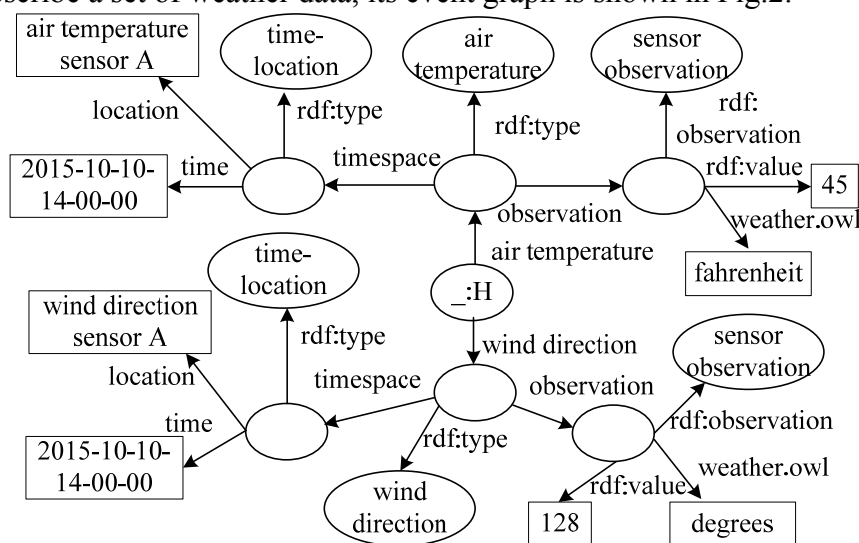 scribe a set of weather data, its event graph is shown in Fig.2.
air temperature
sensor A
time-
location
air
temperature
sensor
observation
location
rdf:type
rdf:type
rdf:
observation
2015-10-10-
14-00-00
time
timespace
rdf:value
45
observation
weather.owl
air temperature
fahrenheit
time-
location
_:H
wind direction
sensor A
rdf:type
wind direction
sensor
observation
location
timespace
observation
time
rdf:type
rdf:observation
2015-10-10-
14-00-00
weather.owl
wind
direction
rdf:value
128
degrees